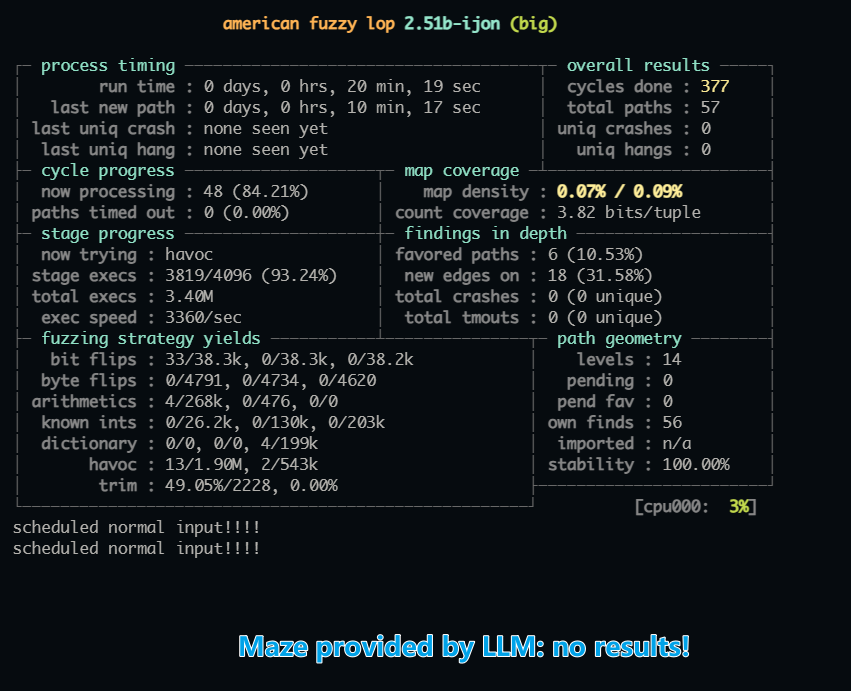 american fuzzy lop 2.51b-ijon (big)
process timing overall results
run time : 0 days, 0 hrs, 20 min, 19 sec cycles done : 377
last new path : 0 days, 0 hrs, 10 min, 17 sec total paths : 57
last uniq crash : none seen yet uniq crashes : 0
last uniq hang : none seen yet uniq hangs : 0
cycle progress map coverage
now processing : 48 (84.21%) map density : 0.07% / 0.09%
paths timed out : 0 (0.00%) count coverage : 3.82 bits/tuple
stage progress findings in depth
now trying : havoc favored paths : 6 (10.53%)
stage execs : 3819/4096 (93.24%) new edges on : 18 (31.58%)
total execs : 3.40M total crashes : 0 (0 unique)
exec speed : 3360/sec total tmouts : 0 (0 unique)
fuzzing strategy yields path geometry
bit flips : 33/38.3k, 0/38.3k, 0/38.2k levels : 14
byte flips : 0/4791, 0/4734, 0/4620 pending : 0
arithmetics : 4/268k, 0/476, 0/0 pend fav : 0
known ints : 0/26.2k, 0/130k, 0/203k own finds : 56
dictionary : 0/0, 0/0, 4/199k imported : n/a
havoc : 13/1.90M, 2/543k stability : 100.00%
trim : 49.05%/2228, 0.00%
[cpu000: 3%]
scheduled normal input!!!!
scheduled normal input!!!!
Maze provided by LLM: no results!